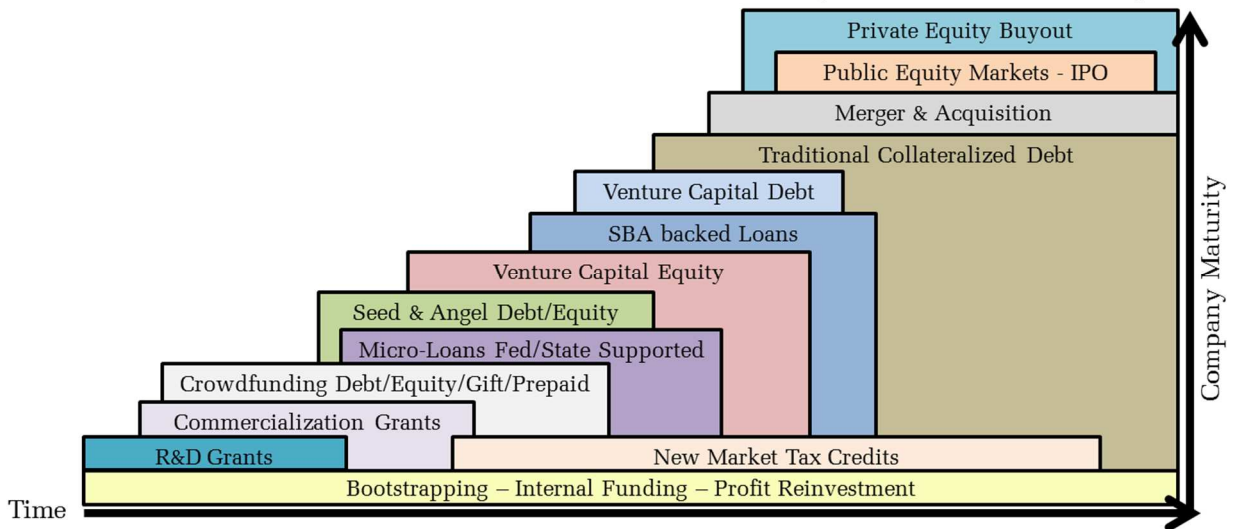 Private Equity Buyout
Public Equity Markets - IPO
Merger & Acquisition
Traditional Collateralized Debt
Venture Capital Debt
SBA backed Loans
Venture Capital Equity
Seed & Angel Debt/Equity
Micro-Loans Fed/State Supported
Crowdfunding Debt/Equity/Gift/Prepaid
Commercialization Grants
R&D Grants
New Market Tax Credits
Bootstrapping – Internal Funding – Profit Reinvestment
Time
Company Maturity